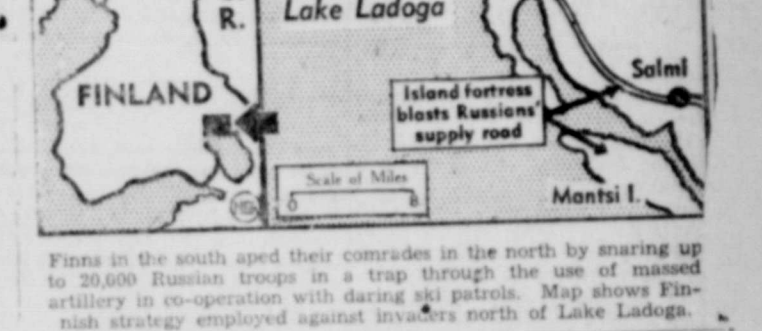 R.
Lake Ladoga
FINLAND
Salmi
Island fortress
blasts Russians'
supply road
Scale of Miles
0 8
Mantsi I.
Finns in the south aped their comrades in the north by snaring up
to 20,000 Russian troops in a trap through the use of massed
artillery in co-operation with daring ski patrols. Map shows Fin-
nish strategy employed against invaders north of Lake Ladoga.